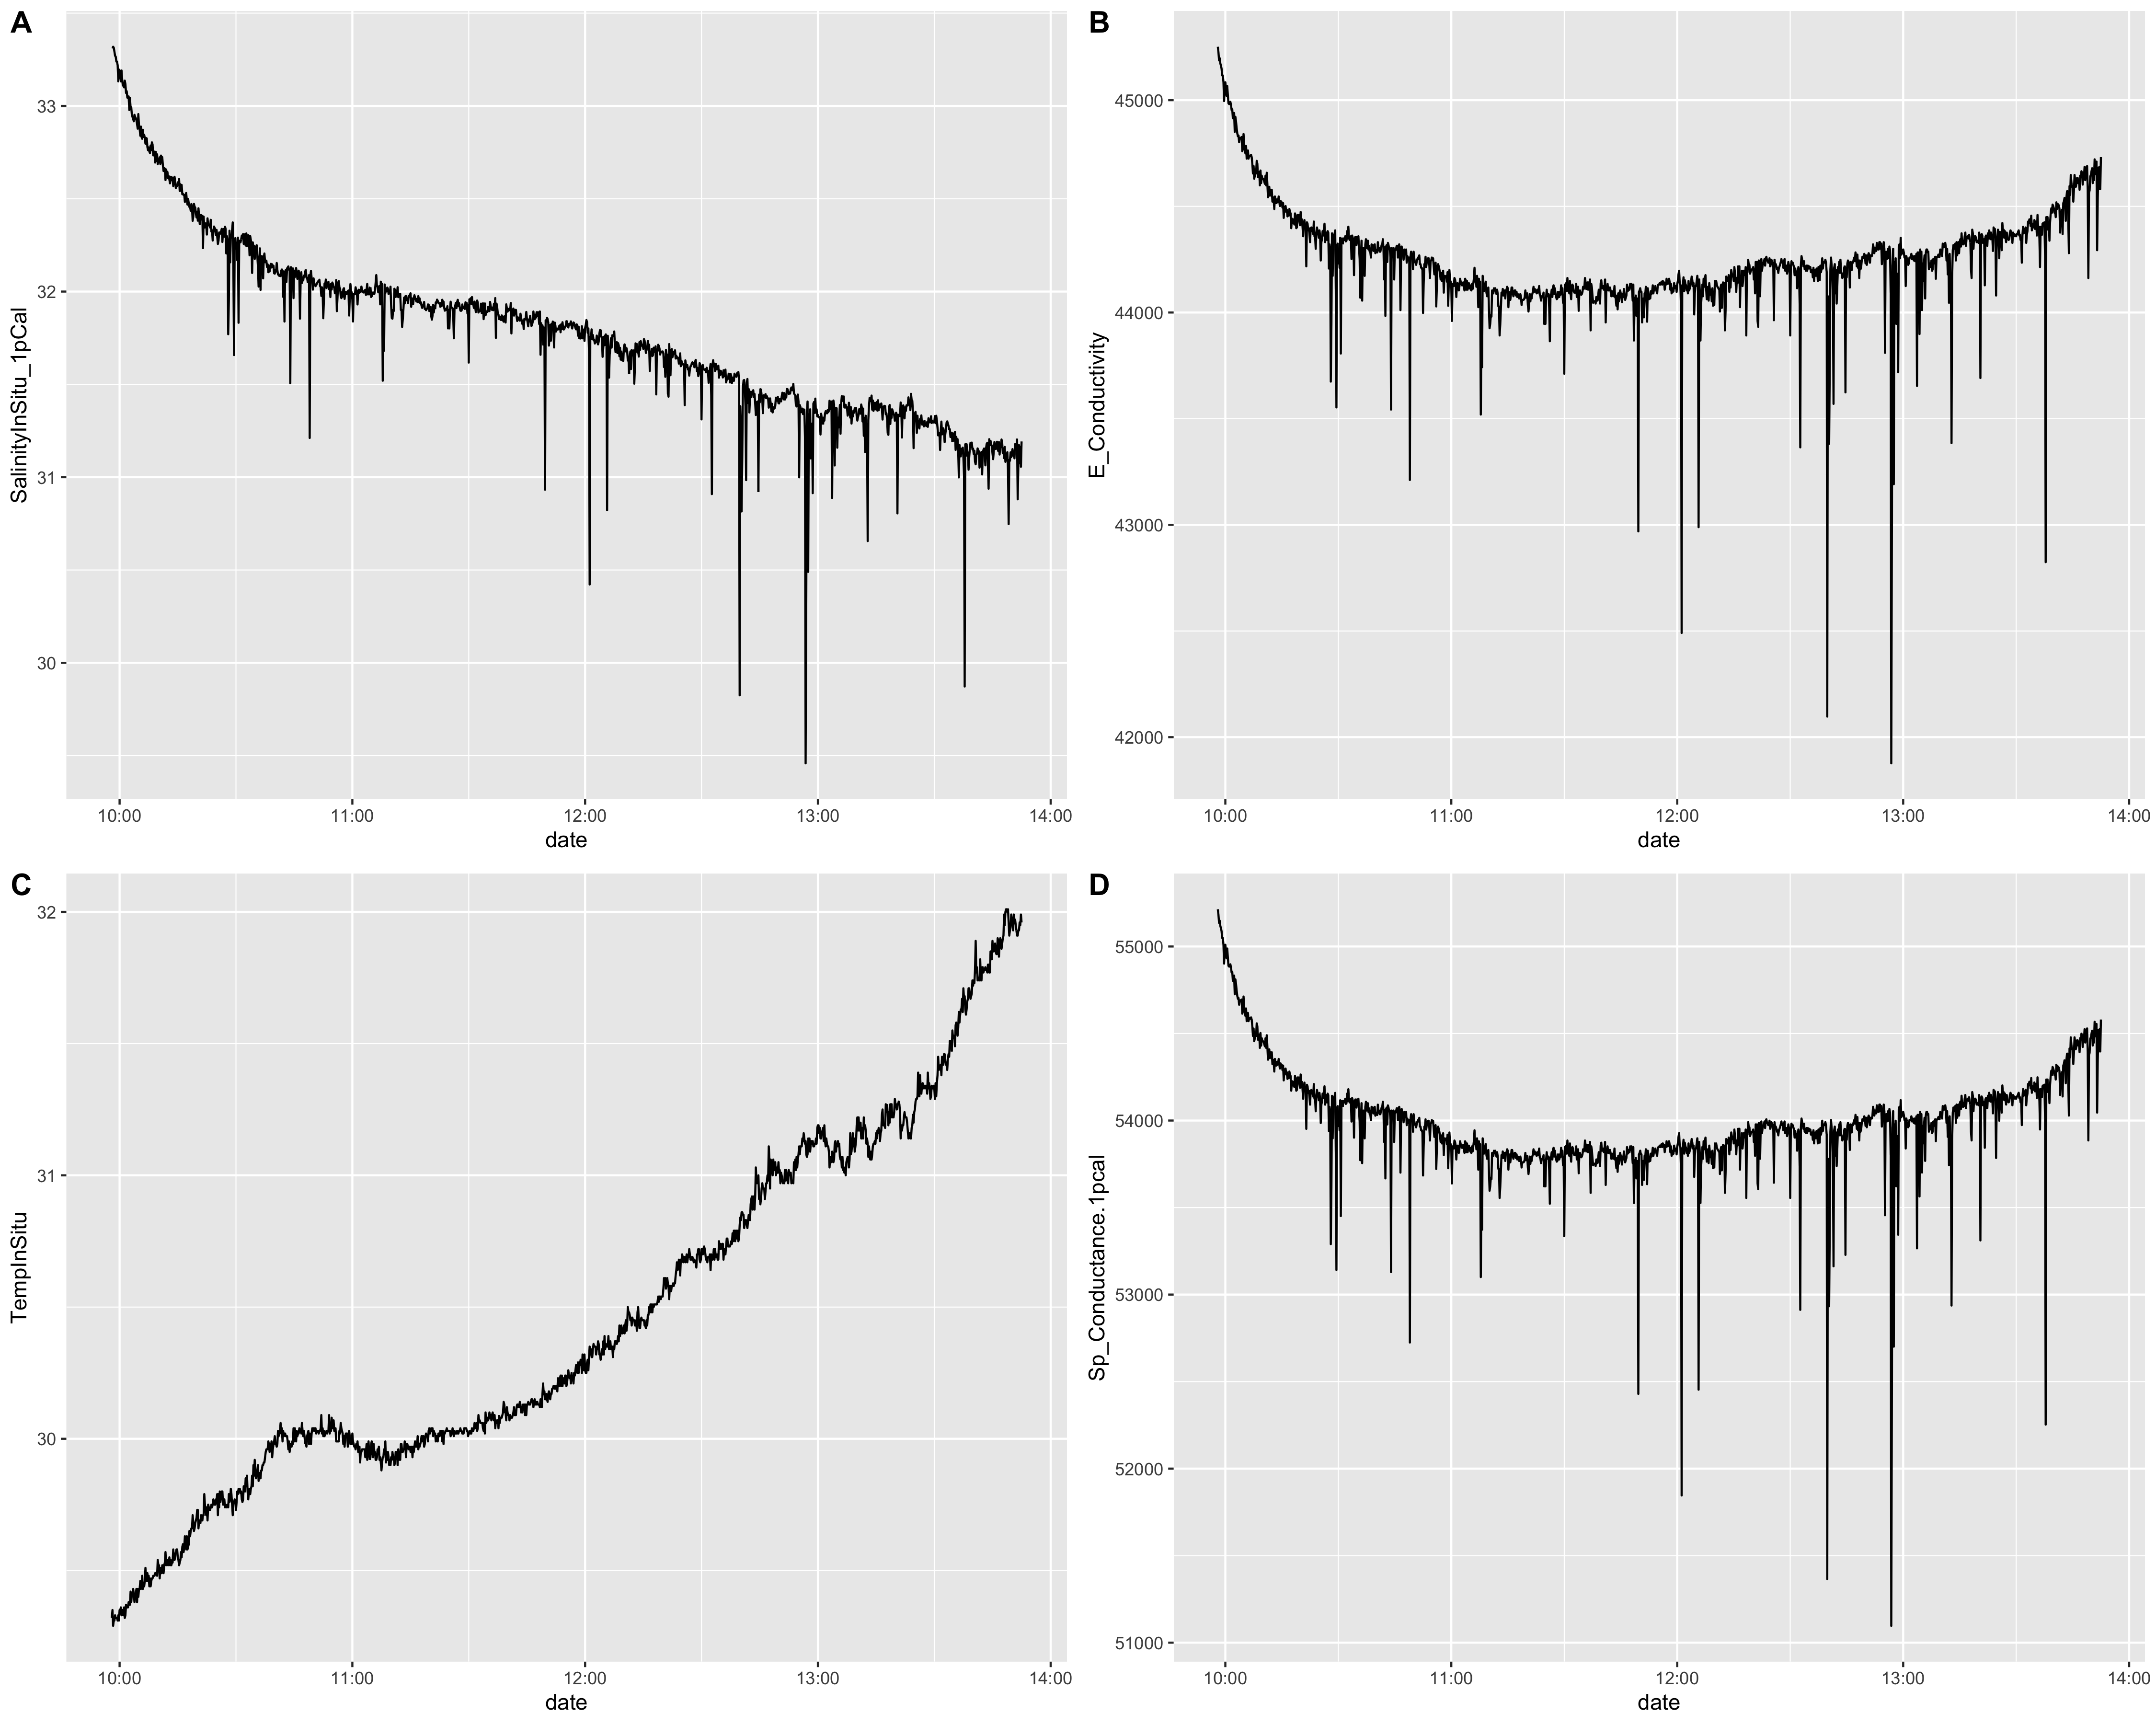 A
SalinityInSitu_1pCal
33
32
31
30
10:00 11:00 12:00 13:00 14:00
date
B
E_Conductivity
45000
44000
43000
42000
10:00 11:00 12:00 13:00 14:00
date
C
TempInSitu
32
31
30
10:00 11:00 12:00 13:00 14:00
date
D
Sp_Conductance.1pcal
55000
54000
53000
52000
51000
10:00 11:00 12:00 13:00 14:00
date